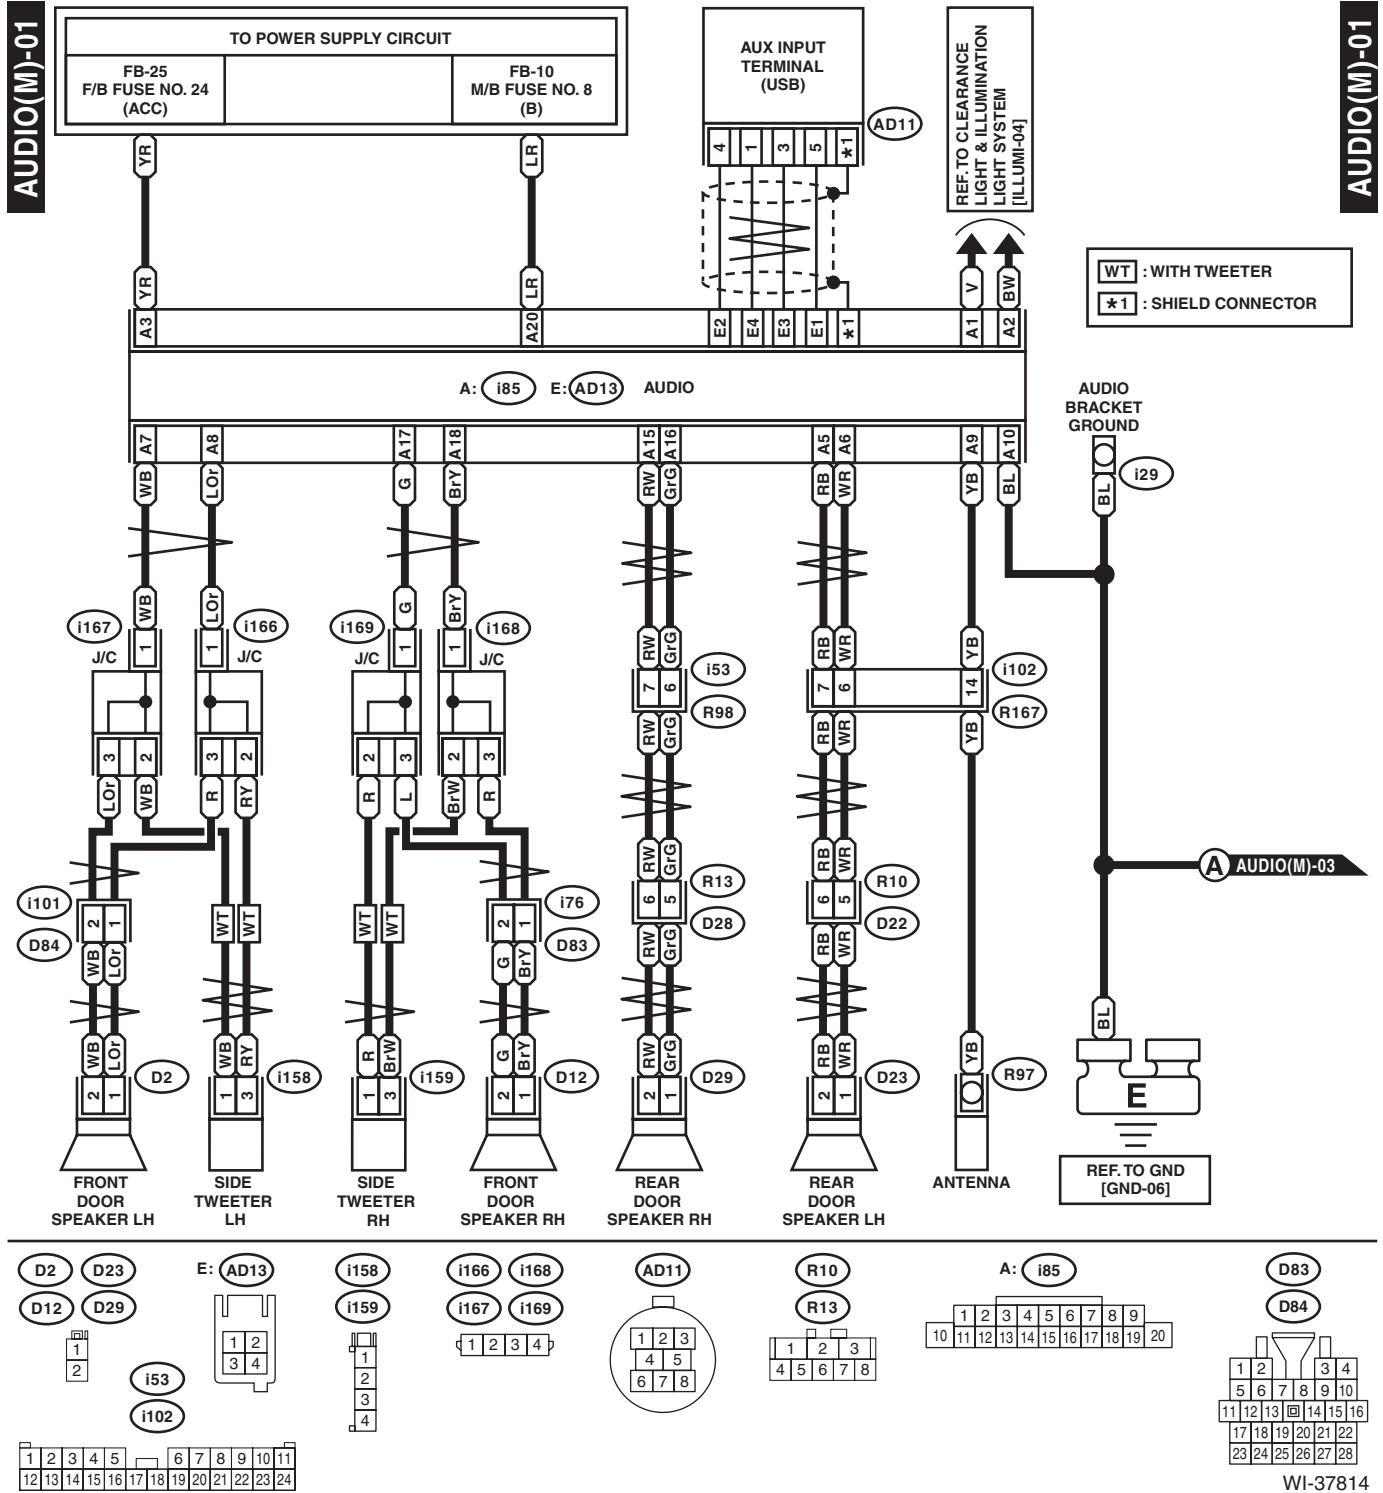 AUDIO(M)-01
AUDIO(M)-01
TO POWER SUPPLY CIRCUIT
FB-25
F/B FUSE NO. 24
(ACC)
FB-10
M/B FUSE NO. 8
(B)
AUX INPUT
TERMINAL
(USB)
AD11
REF. TO CLEARANCE
LIGHT & ILLUMINATION
LIGHT SYSTEM
[ILLUMI-04]
4 1 3 5 *1
YR LR
YR LR V BW
WT : WITH TWEETER
*1 : SHIELD CONNECTOR
A3 A20 E2 E4 E3 E1 *1 A1 A2
A: i85 E: AD13 AUDIO
AUDIO
BRACKET
GROUND
i29
A7 A8 A17 A18 A15 A16 A5 A6 A9 A10
WB LOr G BrY RW GrG RB WR YB BL BL
WB LOr G BrY RW GrG RB WR YB
i167 1 1 i166 i169 1 1 i168
J/C J/C J/C J/C
7 6 i53 7 6 14 i102
R98 R167
RW GrG RB WR YB
3 2 3 2 2 3 2 3
LOr WB R RY R L BrW R
RW GrG RB WR
A AUDIO(M)-03
i101 2 1 WT WT WT WT 2 1 i76
6 5 R13 6 5 R10
D84 D83 D28 D22
WB LOr G BrY RW GrG RB WR
BL
WB LOr WB RY R BrW G BrY RW GrG RB WR YB
D2 i158 i159 D12 D29 D23 R97
2 1 1 3 1 3 2 1 2 1 2 1
E
FRONT
DOOR
SPEAKER LH
SIDE
TWEETER
LH
SIDE
TWEETER
RH
FRONT
DOOR
SPEAKER RH
REAR
DOOR
SPEAKER RH
REAR
DOOR
SPEAKER LH
ANTENNA
REF. TO GND
[GND-06]
D2 D23
D12 D29
1
2
E: AD13
1 2
3 4
i158
i159
1
2
3
4
i166 i168
i167 i169
1 2 3 4
AD11
1 2 3
4 5
6 7 8
R10
R13
1 2 3
4 5 6 7 8
A: i85
1 2 3 4 5 6 7 8 9
10 11 12 13 14 15 16 17 18 19 20
D83
D84
1 2 3 4
5 6 7 8 9 10
11 12 13 14 15 16
17 18 19 20 21 22
23 24 25 26 27 28
i53
i102
1 2 3 4 5 6 7 8 9 10 11
12 13 14 15 16 17 18 19 20 21 22 23 24
WI-37814